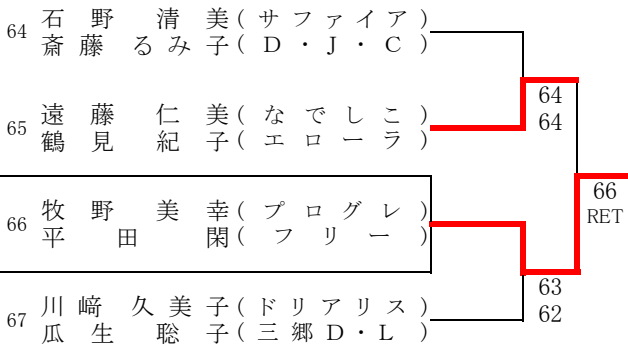 64 石野 清美(サファイア)
斎藤 るみ子(D・J・C)
64
64
65 遠藤 仁美(なでしこ)
鶴見 紀子(エローラ)
66
RET
66 牧野 美幸(プログレ)
平田 閑(フリー)
63
62
67 川﨑 久美子(ドリアリス)
瓜生 聡子(三郷D・L)